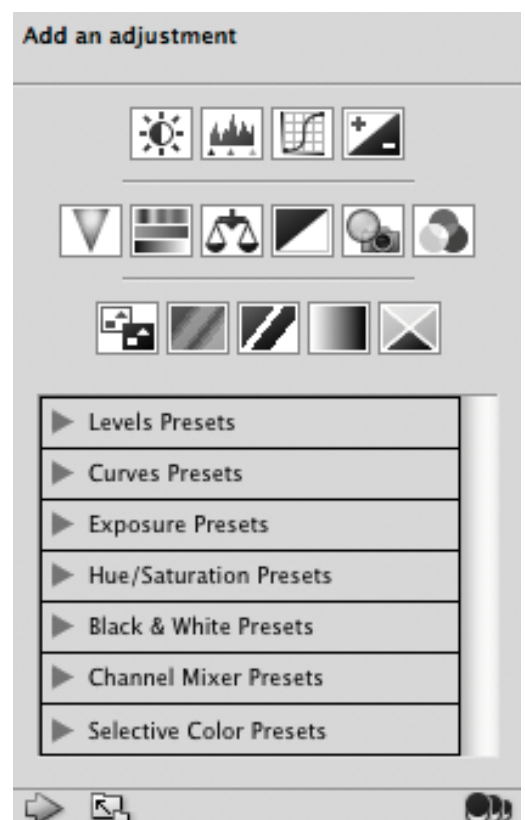 Add an adjustment
Levels Presets
Curves Presets
Exposure Presets
Hue/Saturation Presets
Black & White Presets
Channel Mixer Presets
Selective Color Presets